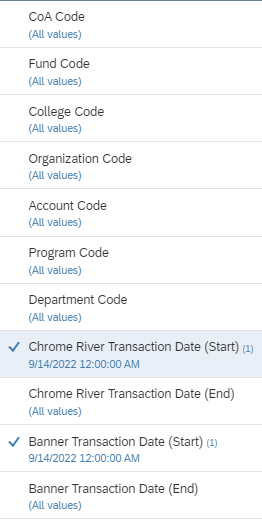 CoA Code
(All values)
Fund Code
(All values)
College Code
(All values)
Organization Code
(All values)
Account Code
(All values)
Program Code
(All values)
Department Code
(All values)
Chrome River Transaction Date (Start) (1)
9/14/2022 12:00:00 AM
Chrome River Transaction Date (End)
(All values)
Banner Transaction Date (Start) (1)
9/14/2022 12:00:00 AM
Banner Transaction Date (End)
(All values)